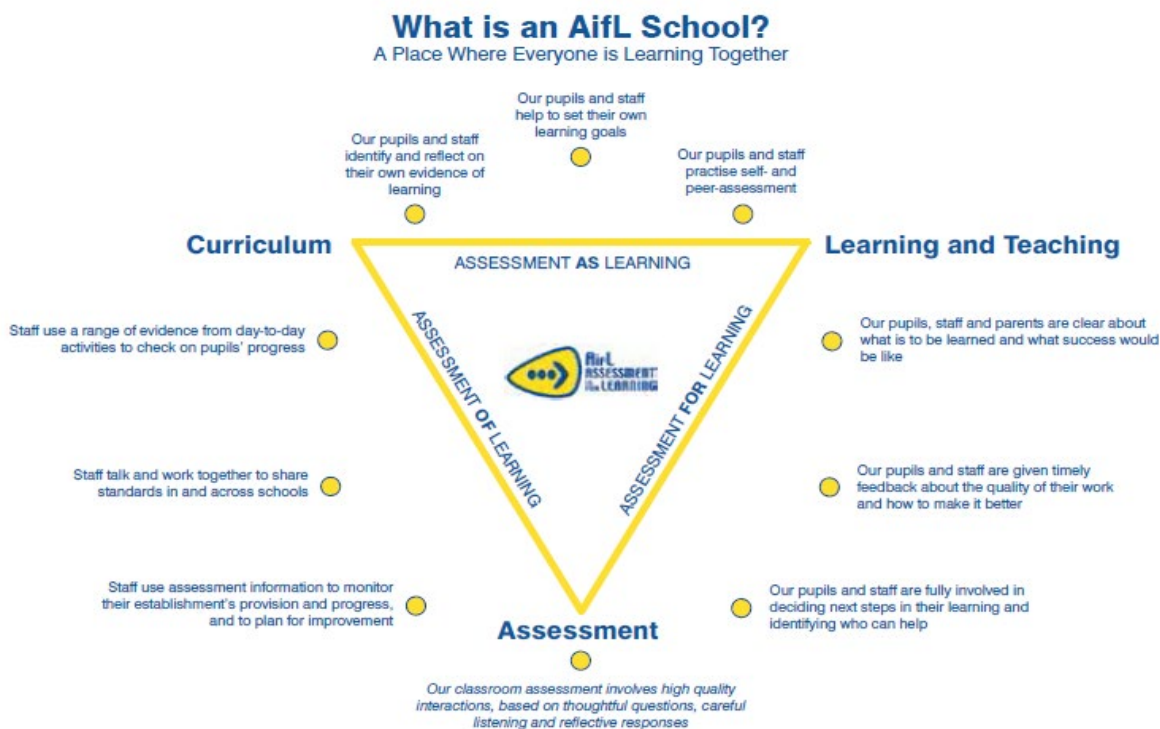 What is an AifL School?
A Place Where Everyone is Learning Together
Our pupils and staff
help to set their own
learning goals
Our pupils and staff
identify and reflect on
their own evidence of
learning
Our pupils and staff
practise self- and
peer-assessment
Curriculum
Learning and Teaching
ASSESSMENT AS LEARNING
ASSESSMENT OF LEARNING
ASSESSMENT FOR LEARNING
AifL
ASSESSMENT
LEARNING
Staff use a range of evidence from day-to-day
activities to check on pupils' progress
Our pupils, staff and parents are clear about
what is to be learned and what success would
be like
Staff talk and work together to share
standards in and across schools
Our pupils and staff are given timely
feedback about the quality of their work
and how to make it better
Staff use assessment information to monitor
their establishment's provision and progress,
and to plan for improvement
Our pupils and staff are fully involved in
deciding next steps in their learning and
identifying who can help
Assessment
Our classroom assessment involves high quality
interactions, based on thoughtful questions, careful
listening and reflective responses